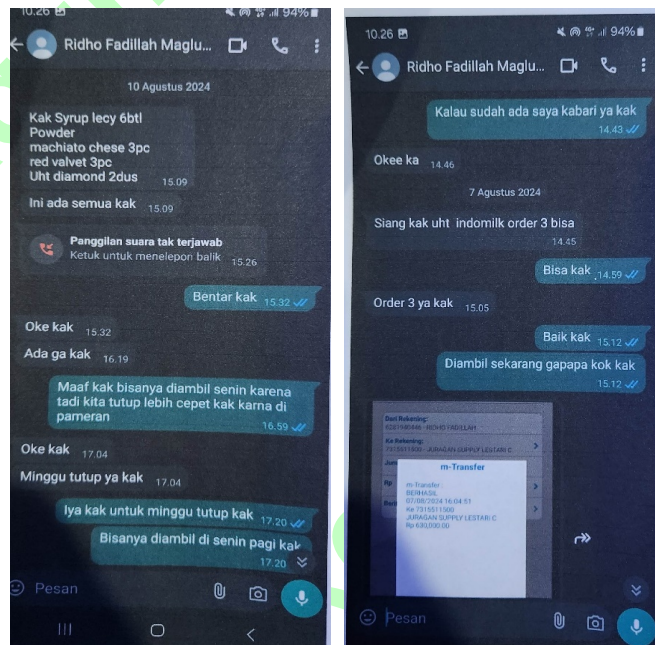 10.26
94%
Ridho Fadillah Maglu...
10 Agustus 2024
Kak Syrup lecy 6btl
Powder
machiato chese 3pc
red valvet 3pc
Uht diamond 2dus
15.09
Ini ada semua kak 15.09
Panggilan suara tak terjawab
Ketuk untuk menelepon balik 15.26
Bentar kak 15.32
Oke kak 15.32
Ada ga kak 16.19
Maaf kak bisanya diambil senin karena
tadi kita tutup lebih cepet kak karna di
pameran
16.59
Oke kak 17.04
Minggu tutup ya kak 17.04
Iya kak untuk minggu tutup kak 17.20
Bisanya diambil di senin pagi kak
17.20
Pesan
10.26
94%
Ridho Fadillah Maglu...
Kalau sudah ada saya kabari ya kak
14.43
Okee ka 14.46
7 Agustus 2024
Siang kak uht indomilk order 3 bisa
14.45
Bisa kak 14.59
Order 3 ya kak 15.05
Baik kak 15.12
Diambil sekarang gapapa kok kak
15.12
Dari Rekening:
RIDHO FADILLAH
Ke Rekening:
7315511500 - JURAGAN SUPPLY LESTARI C
Rp
m-Transfer
m-Transfer:
BERHASIL
07/08/2024 16:04:51
Ke 7315511500
JURAGAN SUPPLY LESTARI C
Rp 630,000.00
Pesan